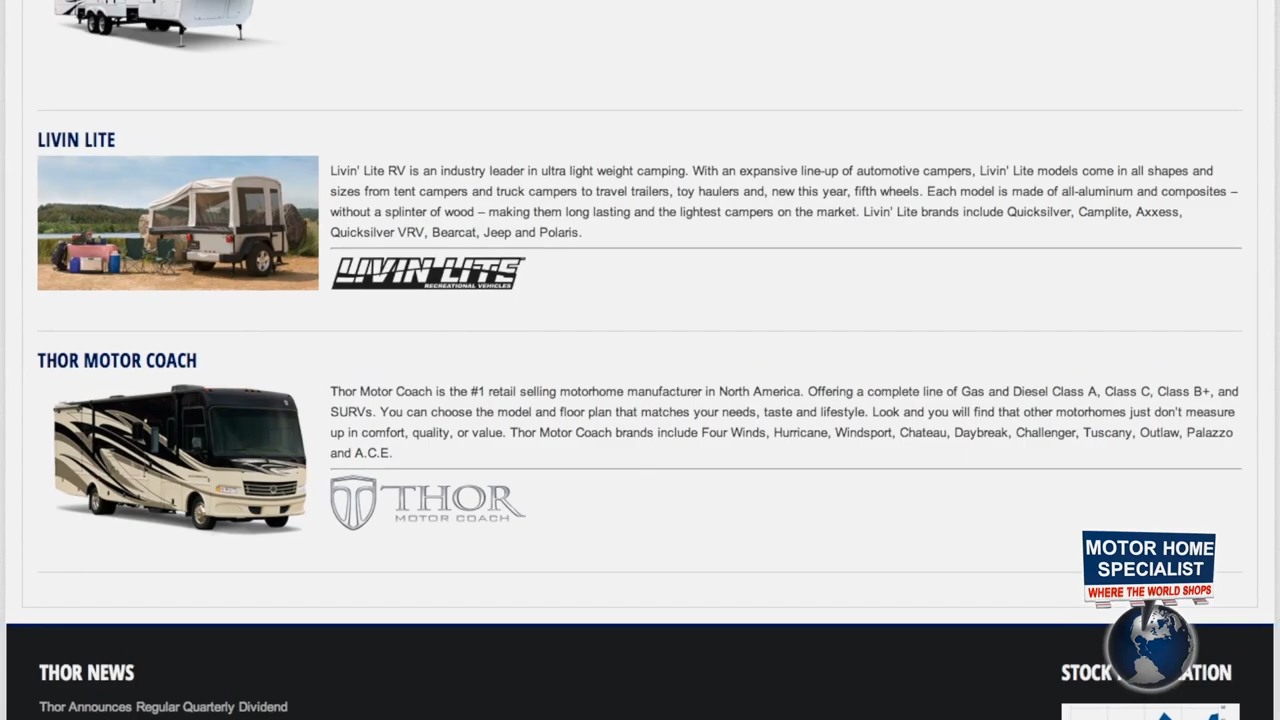 LIVIN LITE
Livin' Lite RV is an industry leader in ultra light weight camping. With an expansive line-up of automotive campers, Livin' Lite models come in all shapes and
sizes from tent campers and truck campers to travel trailers, toy haulers and, new this year, fifth wheels. Each model is made of all-aluminum and composites –
without a splinter of wood – making them long lasting and the lightest campers on the market. Livin' Lite brands include Quicksilver, Camplite, Axxess,
Quicksilver VRV, Bearcat, Jeep and Polaris.
LIVIN LITE
RECREATIONAL VEHICLES
THOR MOTOR COACH
Thor Motor Coach is the #1 retail selling motorhome manufacturer in North America. Offering a complete line of Gas and Diesel Class A, Class C, Class B+, and
SURVs. You can choose the model and floor plan that matches your needs, taste and lifestyle. Look and you will find that other motorhomes just don't measure
up in comfort, quality, or value. Thor Motor Coach brands include Four Winds, Hurricane, Windsport, Chateau, Daybreak, Challenger, Tuscany, Outlaw, Palazzo
and A.C.E.
THOR
MOTOR COACH
MOTOR HOME
SPECIALIST
WHERE THE WORLD SHOPS
THOR NEWS
STOCK
Thor Announces Regular Quarterly Dividend